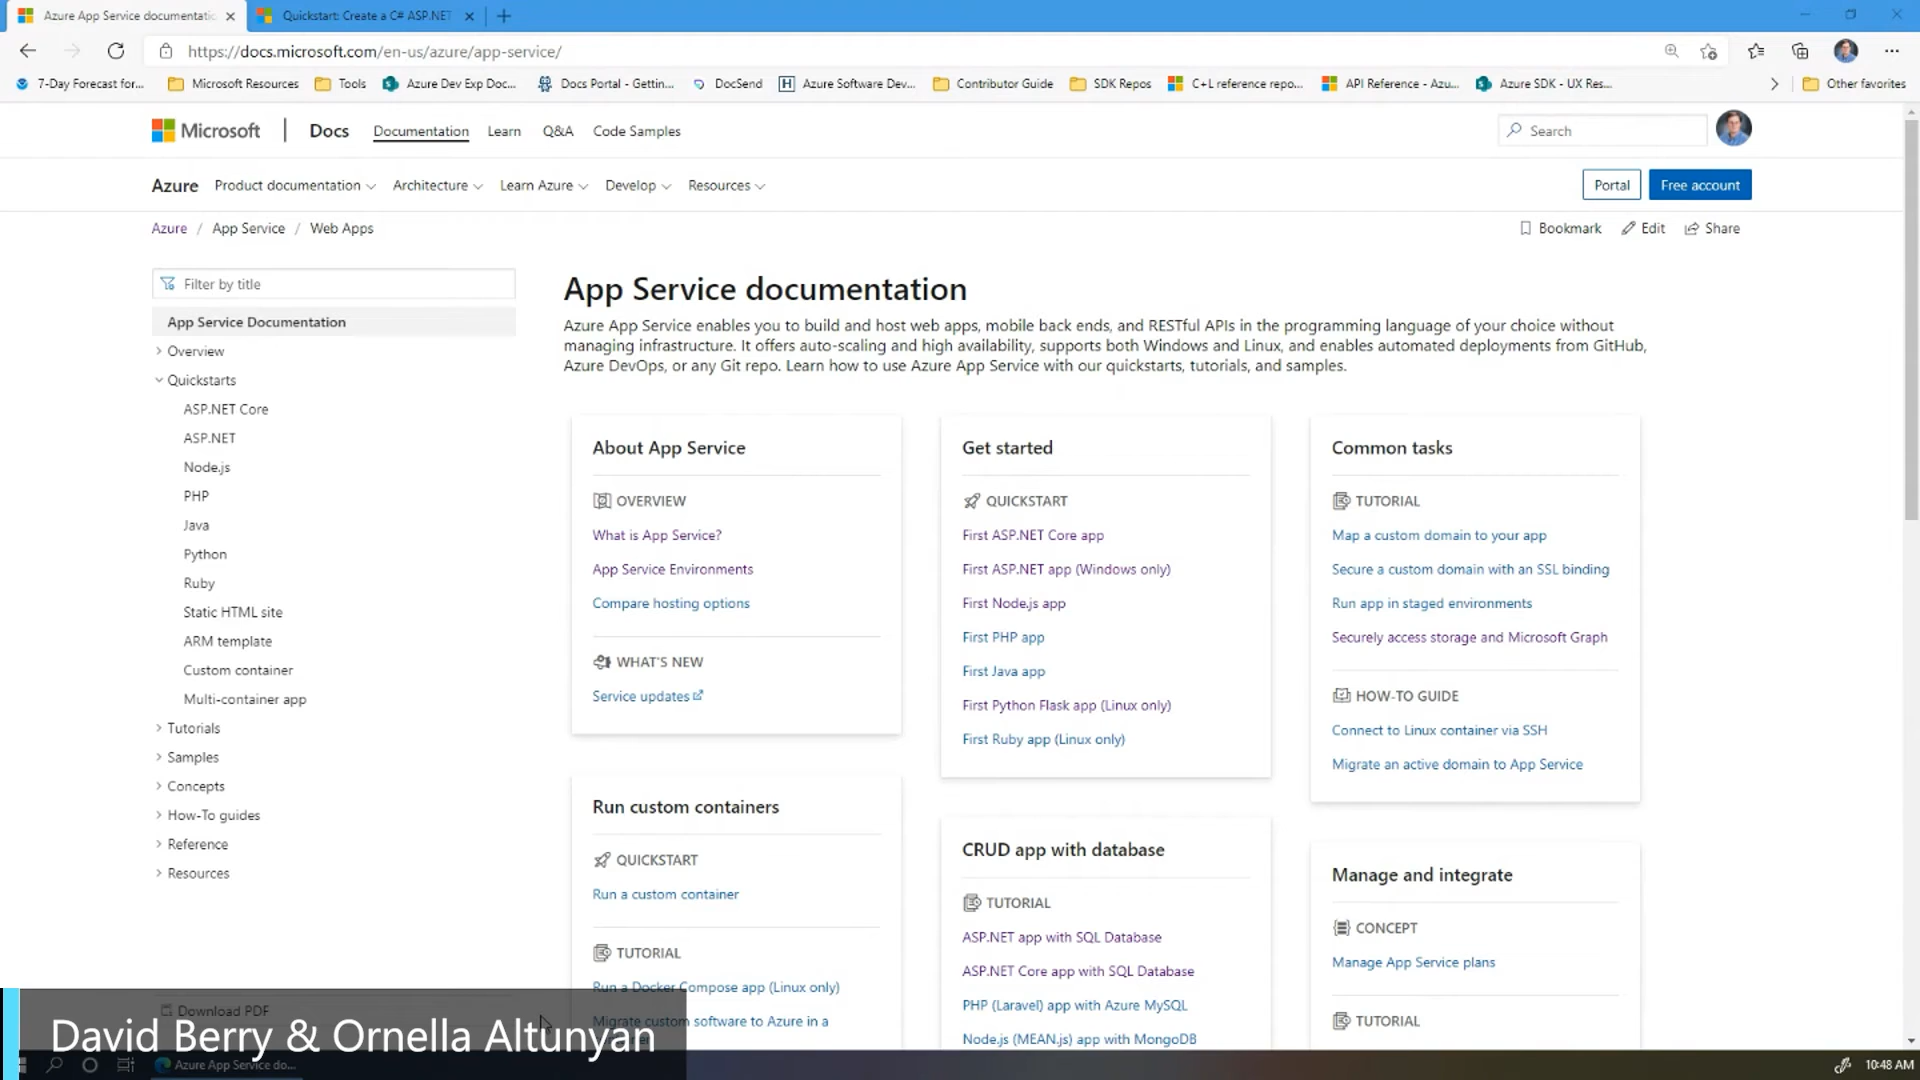 Azure App Service documentatic
Quickstart: Create a C# ASP.NET
https://docs.microsoft.com/en-us/azure/app-service/
7-Day Forecast for...
Microsoft Resources
Tools
Azure Dev Exp Doc...
Docs Portal - Gettin...
DocSend
Azure Software Dev...
Contributor Guide
SDK Repos
C+L reference repo...
API Reference - Azu...
Azure SDK - UX Res...
Other favorites
Microsoft
Docs
Documentation
Learn
Q&A
Code Samples
Search
Azure
Product documentation
Architecture
Learn Azure
Develop
Resources
Portal
Free account
Azure / App Service / Web Apps
Bookmark
Edit
Share
Filter by title
App Service Documentation
Overview
Quickstarts
ASP.NET Core
ASP.NET
Node.js
PHP
Java
Python
Ruby
Static HTML site
ARM template
Custom container
Multi-container app
Tutorials
Samples
Concepts
How-To guides
Reference
Resources
Download PDF
App Service documentation
Azure App Service enables you to build and host web apps, mobile back ends, and RESTful APIs in the programming language of your choice without
managing infrastructure. It offers auto-scaling and high availability, supports both Windows and Linux, and enables automated deployments from GitHub,
Azure DevOps, or any Git repo. Learn how to use Azure App Service with our quickstarts, tutorials, and samples.
About App Service
OVERVIEW
What is App Service?
App Service Environments
Compare hosting options
WHAT'S NEW
Service updates
Run custom containers
QUICKSTART
Run a custom container
TUTORIAL
Run a Docker Compose app (Linux only)
Migrate custom software to Azure in a
Get started
QUICKSTART
First ASP.NET Core app
First ASP.NET app (Windows only)
First Node.js app
First PHP app
First Java app
First Python Flask app (Linux only)
First Ruby app (Linux only)
CRUD app with database
TUTORIAL
ASP.NET app with SQL Database
ASP.NET Core app with SQL Database
PHP (Laravel) app with Azure MySQL
Node.js (MEAN.js) app with MongoDB
Common tasks
TUTORIAL
Map a custom domain to your app
Secure a custom domain with an SSL binding
Run app in staged environments
Securely access storage and Microsoft Graph
HOW-TO GUIDE
Connect to Linux container via SSH
Migrate an active domain to App Service
Manage and integrate
CONCEPT
Manage App Service plans
TUTORIAL
David Berry & Ornella Altunyan
Azure App Service do...
10:48 AM